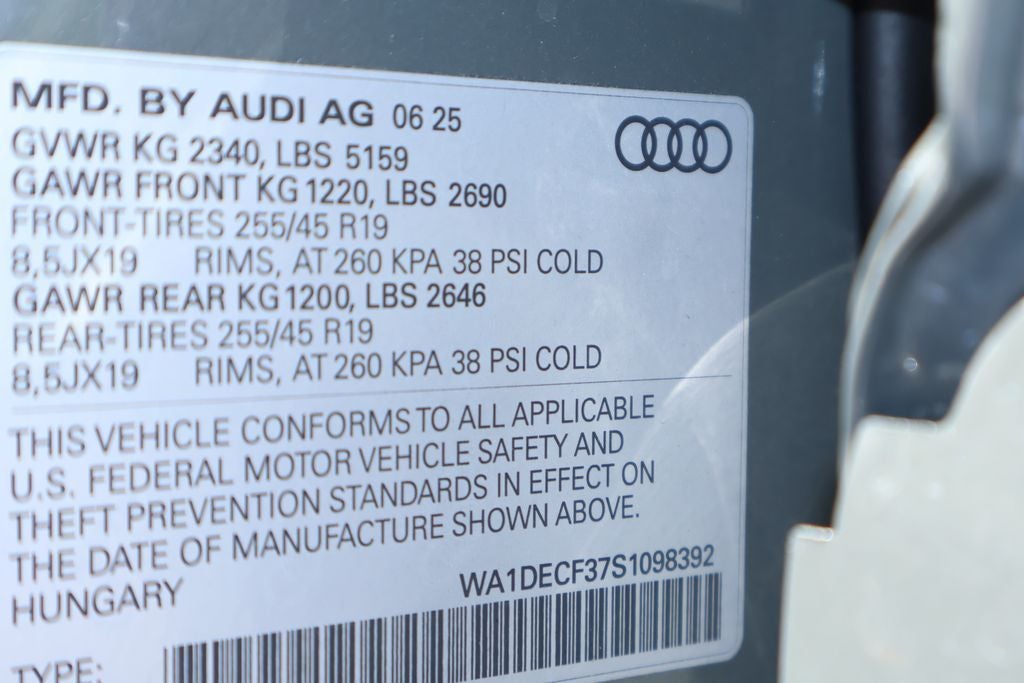 MFD. BY AUDI AG 06 25
GVWR KG 2340, LBS 5159
GAWR FRONT KG 1220, LBS 2690
FRONT-TIRES 255/45 R19
8,5JX19 RIMS, AT 260 KPA 38 PSI COLD
GAWR REAR KG 1200, LBS 2646
REAR-TIRES 255/45 R19
8,5JX19 RIMS, AT 260 KPA 38 PSI COLD
THIS VEHICLE CONFORMS TO ALL APPLICABLE
U.S. FEDERAL MOTOR VEHICLE SAFETY AND
THEFT PREVENTION STANDARDS IN EFFECT ON
THE DATE OF MANUFACTURE SHOWN ABOVE.
HUNGARY
WA1DECF37S1098392
TYPE: